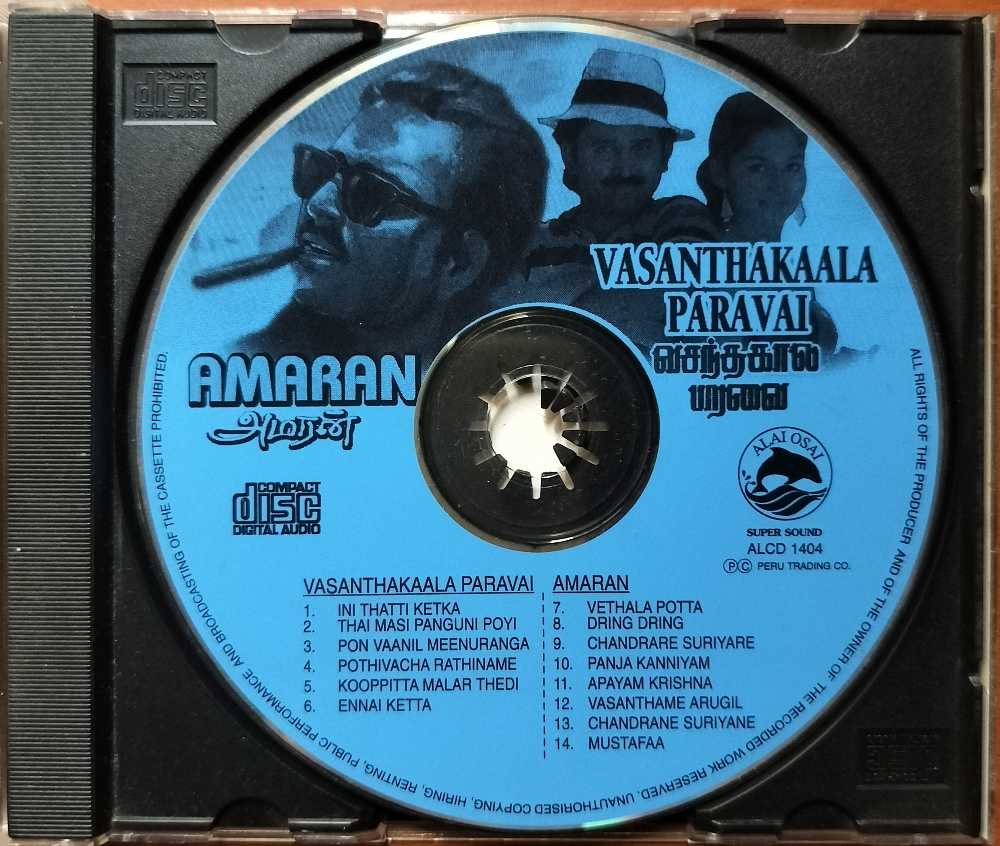 COMPACT
disc
DIGITAL AUDIO
VASANTHAKAALA
PARAVAI
வசந்தகால
பறவை
AMARAN
அமரன்
COMPACT
disc
DIGITAL AUDIO
ALAI OSAI
SUPER SOUND
ALCD 1404
Ⓟ Ⓒ PERU TRADING CO.
VASANTHAKAALA PARAVAI
1. INI THATTI KETKA
2. THAI MASI PANGUNI POYI
3. PON VAANIL MEENURANGA
4. POTHIVACHA RATHINAME
5. KOOPPITTA MALAR THEDI
6. ENNAI KETTA
AMARAN
7. VETHALA POTTA
8. DRING DRING
9. CHANDRARE SURIYARE
10. PANJA KANNIYAM
11. APAYAM KRISHNA
12. VASANTHAME ARUGIL
13. CHANDRANE SURIYANE
14. MUSTAFAA
ALL RIGHTS OF THE PRODUCER AND OF THE OWNER OF THE RECORDED WORK RESERVED. UNAUTHORISED COPYING, HIRING, RENTING, PUBLIC PERFORMANCE AND BROADCASTING OF THE CASSETTE PROHIBITED.